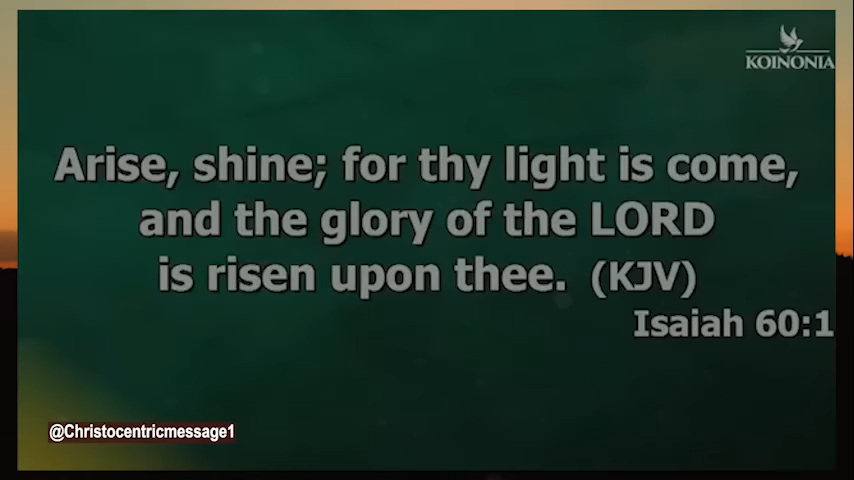 KOINONIA
Arise, shine; for thy light is come,
and the glory of the LORD
is risen upon thee. (KJV)
Isaiah 60:1
@Christocentricmessage1